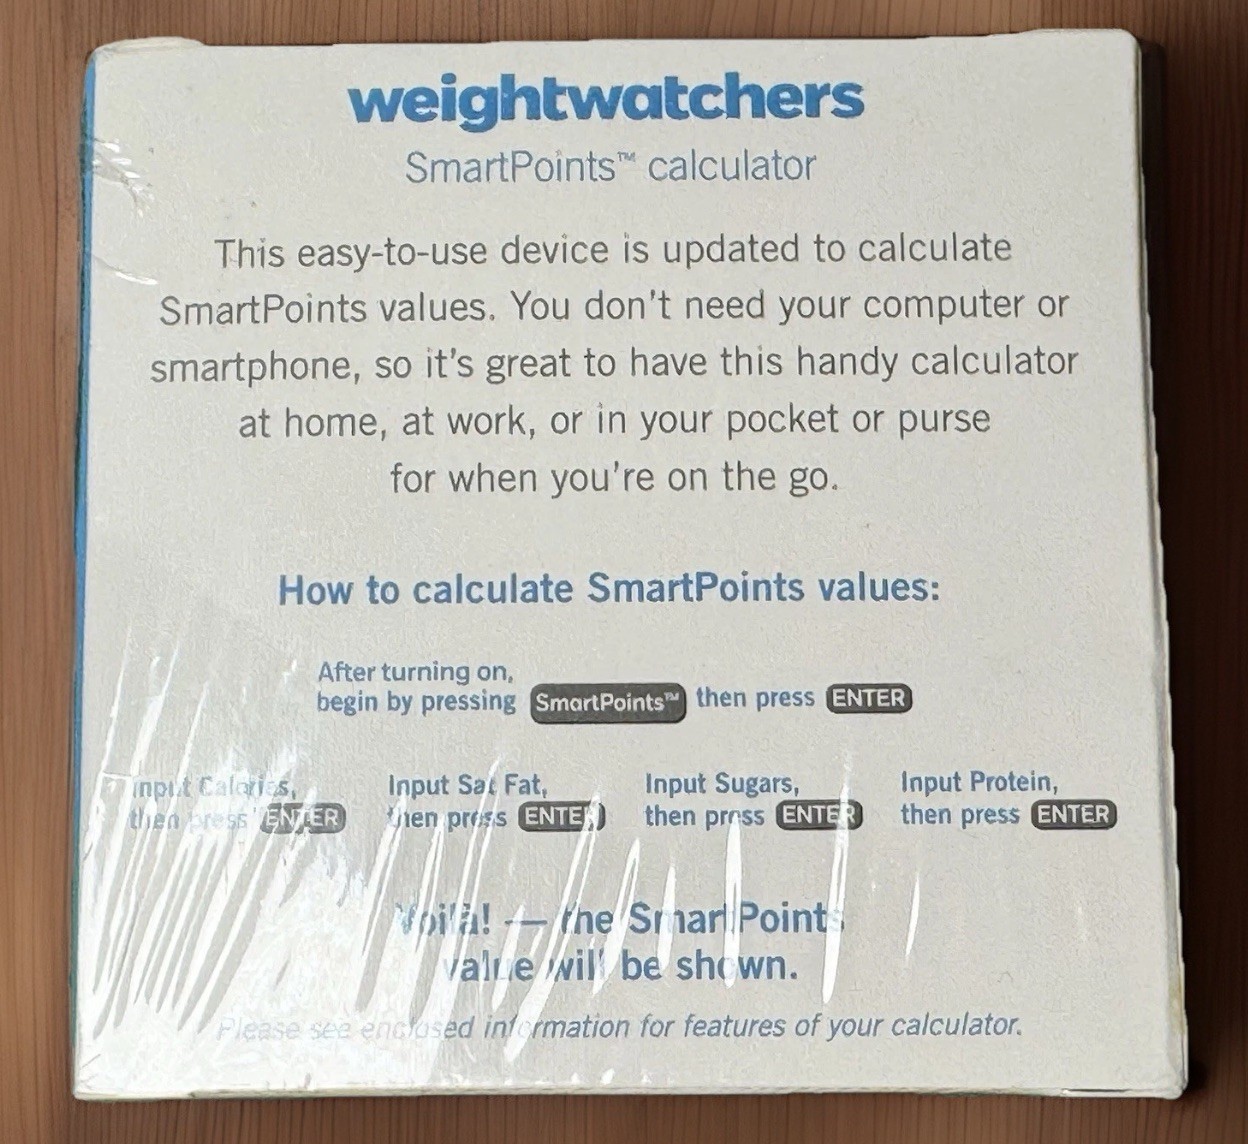 weightwatchers
SmartPoints™ calculator
This easy-to-use device is updated to calculate
SmartPoints values. You don't need your computer or
smartphone, so it's great to have this handy calculator
at home, at work, or in your pocket or purse
for when you're on the go.
How to calculate SmartPoints values:
After turning on,
begin by pressing SmartPoints™ then press ENTER
Input Calories,
then press ENTER
Input Sat Fat,
then press ENTER
Input Sugars,
then press ENTER
Input Protein,
then press ENTER
Voilà! — the SmartPoints
value will be shown.
Please see enclosed information for features of your calculator.